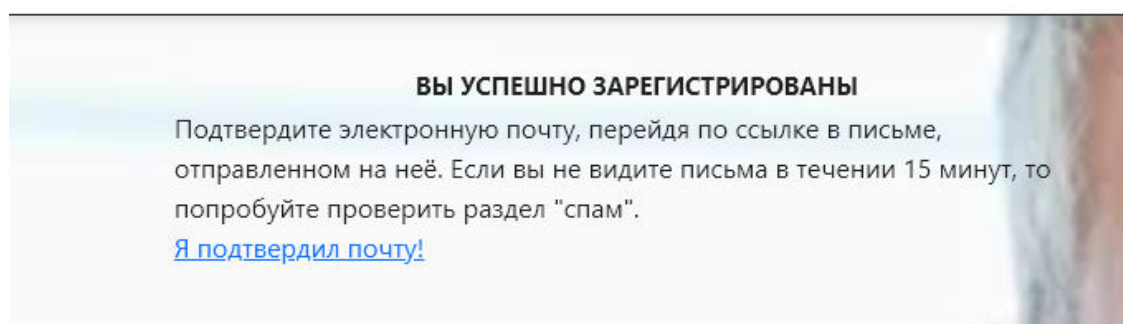 ВЫ УСПЕШНО ЗАРЕГИСТРИРОВАНЫ
Подтвердите электронную почту, перейдя по ссылке в письме,
отправленном на неё. Если вы не видите письма в течении 15 минут, то
попробуйте проверить раздел "спам".
Я подтвердил почту!